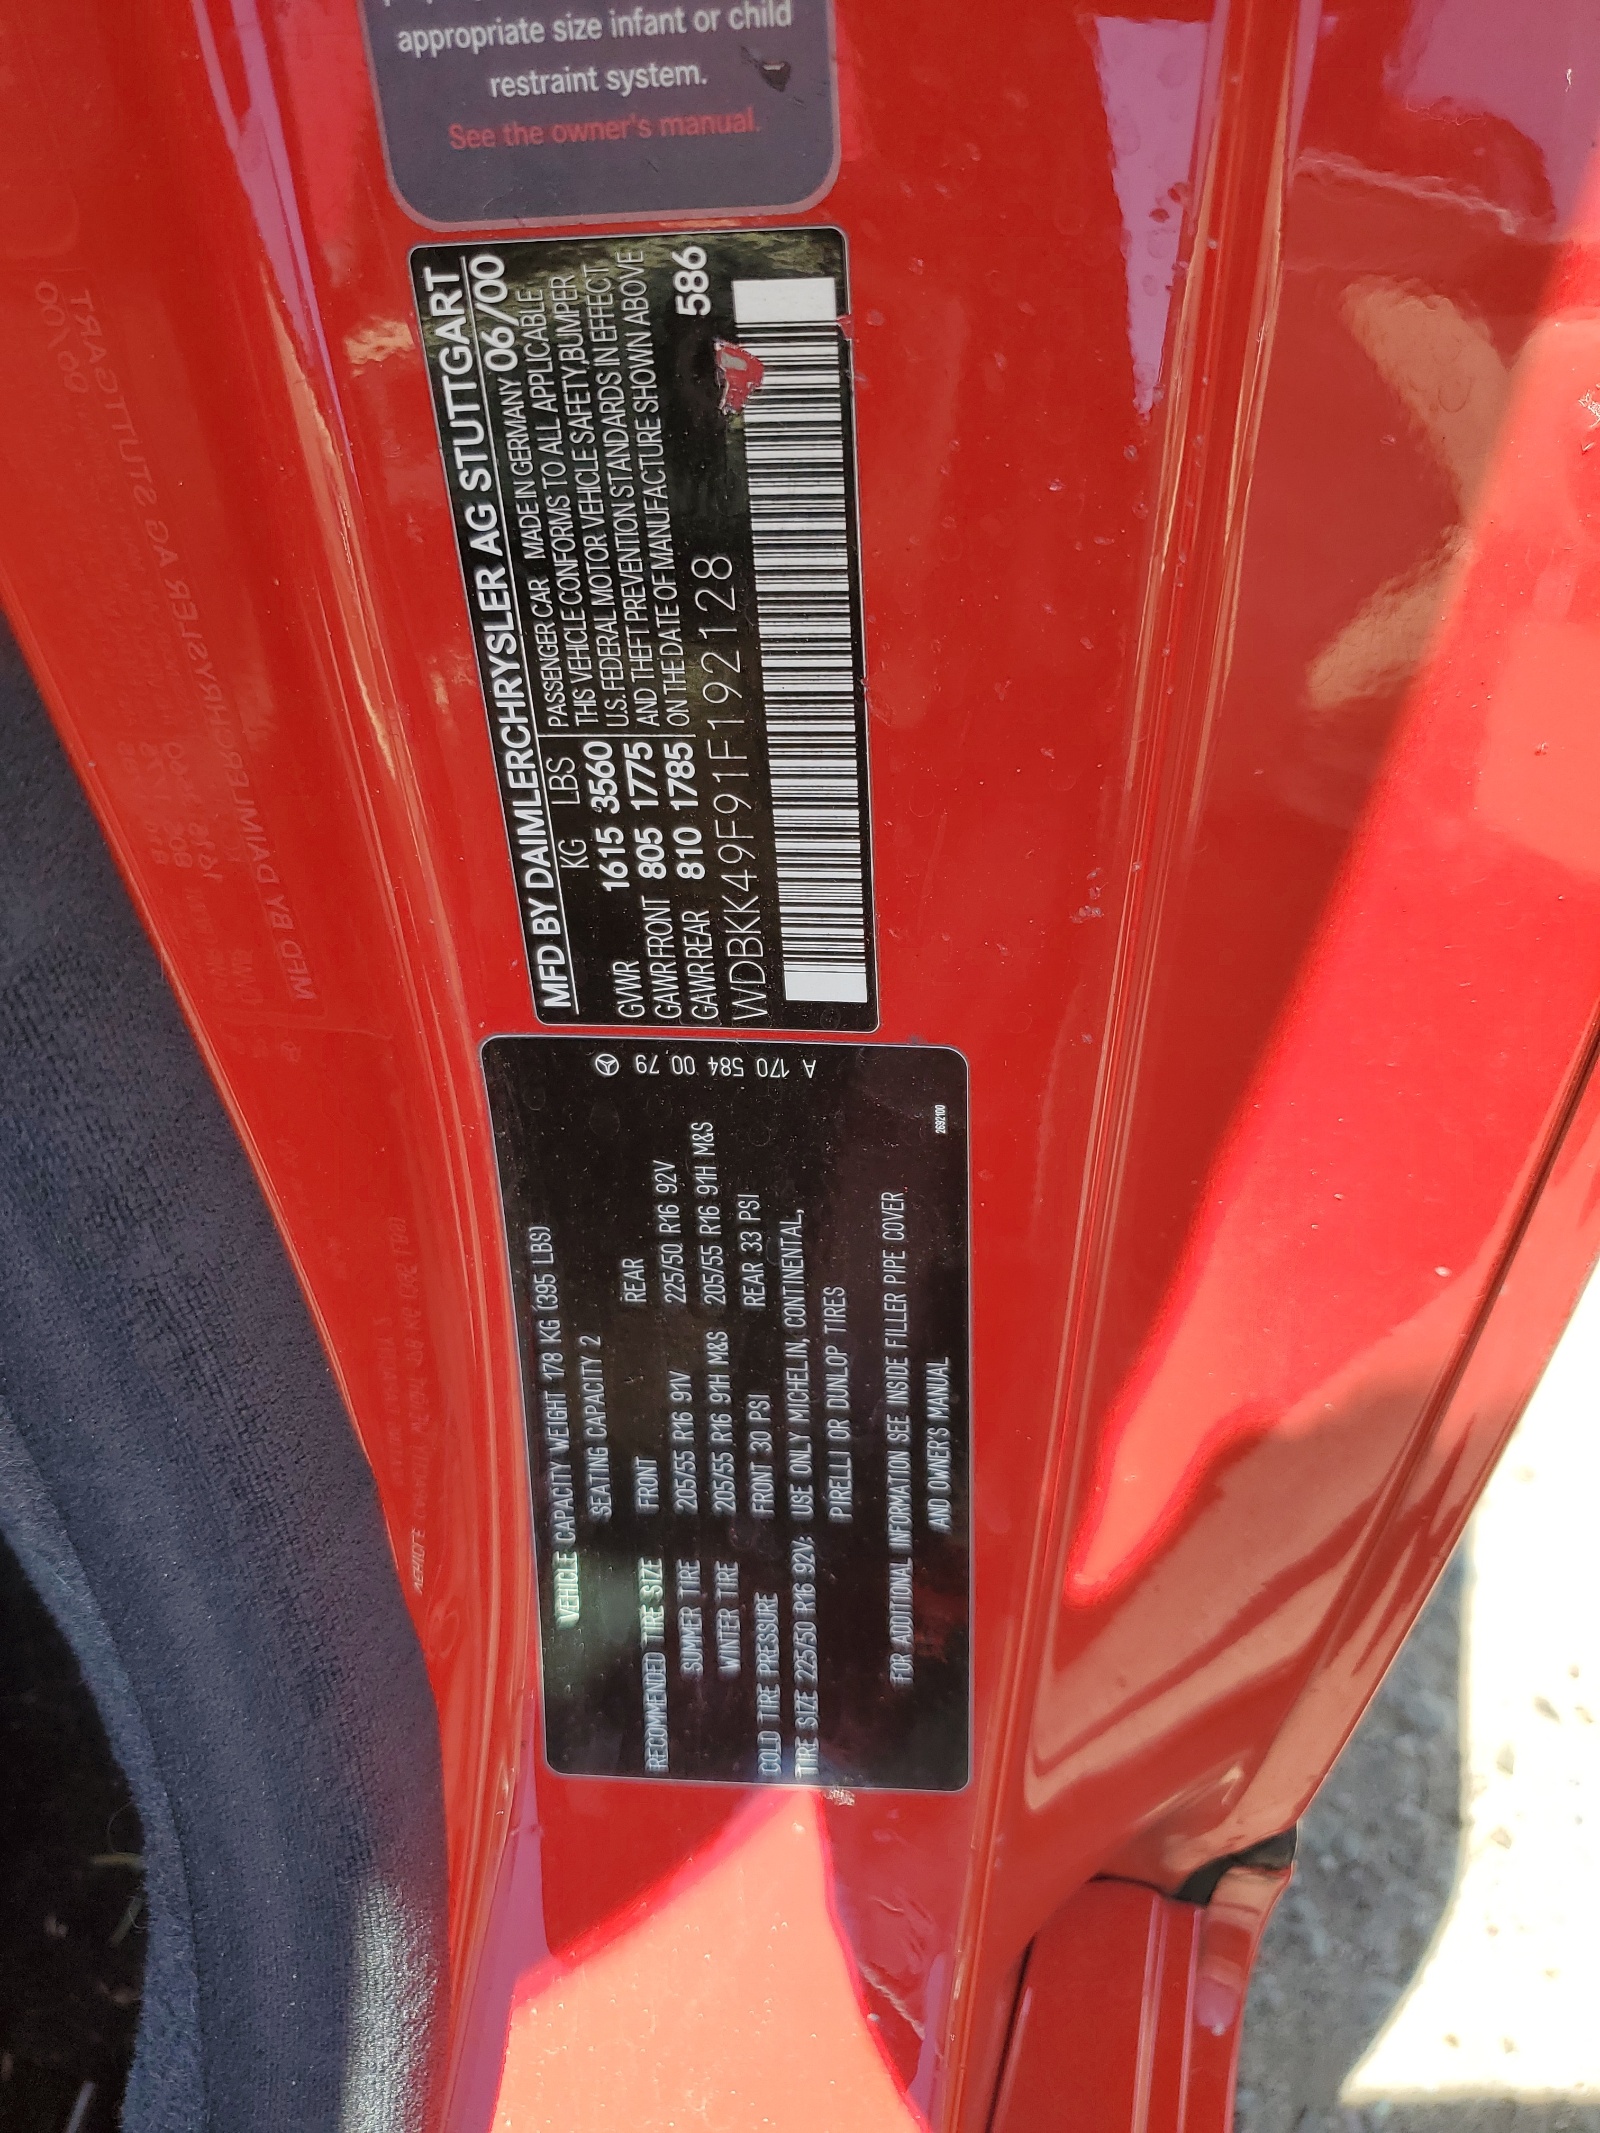 appropriate size infant or child
restraint system.
See the owner's manual.
MFD BY DAIMLERCHRYSLER AG STUTTGART
KG LBS PASSENGER CAR MADE IN GERMANY 06/00
GVWR 1615 3560 THIS VEHICLE CONFORMS TO ALL APPLICABLE
GAWR FRONT 805 1775 U.S. FEDERAL MOTOR VEHICLE SAFETY, BUMPER
GAWR REAR 810 1785 AND THEFT PREVENTION STANDARDS IN EFFECT
ON THE DATE OF MANUFACTURE SHOWN ABOVE
WDBKK49F91F192128 586
A 170 584 00 79
VEHICLE CAPACITY WEIGHT 178 KG (395 LBS)
SEATING CAPACITY 2
RECOMMENDED TIRE SIZE FRONT REAR
SUMMER TIRE 205/55 R16 91V 225/50 R16 92V
WINTER TIRE 205/55 R16 91H M&S 205/55 R16 91H M&S
COLD TIRE PRESSURE FRONT 30 PSI REAR 33 PSI
TIRE SIZE 225/50 R16 92V: USE ONLY MICHELIN, CONTINENTAL,
PIRELLI OR DUNLOP TIRES
FOR ADDITIONAL INFORMATION SEE INSIDE FILLER PIPE COVER
AND OWNER'S MANUAL
2692100